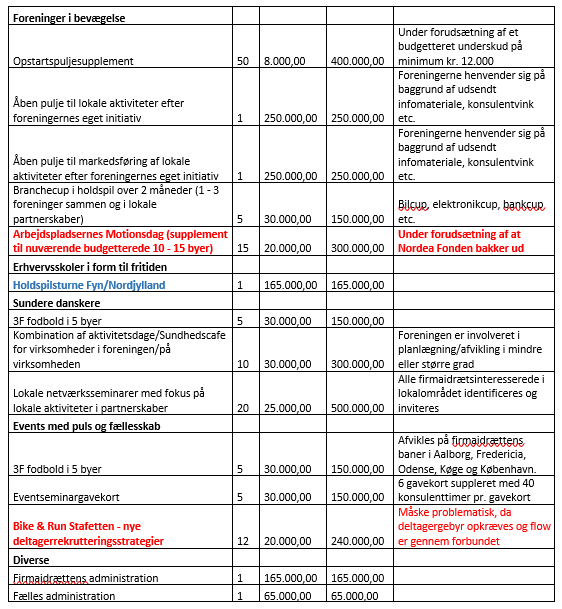 Foreninger i bevægelse
Under forudsætning af et
budgetteret underskud på
Opstartspuljesupplement 50 8.000,00 400.000,00 minimum kr. 12.000
Foreningerne henvender sig på
baggrund af udsendt
Åben pulje til lokale aktiviteter efter infomateriale, konsulentvink
foreningernes eget initiativ 1 250.000,00 250.000,00 etc.
Foreningerne henvender sig på
baggrund af udsendt
Åben pulje til markedsføring af lokale infomateriale, konsulentvink
aktiviteter efter foreningernes eget initiativ 1 250.000,00 250.000,00 etc.
Branchecup i holdspil over 2 måneder (1 - 3
foreninger sammen og i lokale Bilcup, elektronikcup, bankcup
partnerskaber) 5 30.000,00 150.000,00 etc.
Arbejdspladsernes Motionsdag (supplement Under forudsætning af at
til nuværende budgetterede 10 - 15 byer) 15 20.000,00 300.000,00 Nordea Fonden bakker ud
Erhvervsskoler i form til fritiden
Holdspilsturne Fyn/Nordjylland 1 165.000,00 165.000,00
Sundere danskere
3F fodbold i 5 byer 5 30.000,00 150.000,00
Kombination af aktivitetsdage/Sundhedscafe Foreningen er involveret i
for virksomheder i foreningen/på planlægning/afvikling i mindre
virksomheden 10 30.000,00 300.000,00 eller større grad
Alle firmaidrætsinteresserede i
Lokale netværksseminarer med fokus på lokalområdet identificeres og
lokale aktiviteter i partnerskaber 20 25.000,00 500.000,00 inviteres
Events med puls og fællesskab
Afvikles på firmaidrættens
baner i Aalborg, Fredericia,
3F fodbold i 5 byer 5 30.000,00 150.000,00 Odense, Køge og København.
6 gavekort suppleret med 40
Eventseminargavekort 5 30.000,00 150.000,00 konsulenttimer pr. gavekort
Måske problematisk, da
Bike & Run Stafetten - nye deltagergebyr opkræves og flow
deltagerrekrutteringsstrategier 12 20.000,00 240.000,00 er gennem forbundet
Diverse
Firmaidrættens administration 1 165.000,00 165.000,00
Fælles administration 1 65.000,00 65.000,00